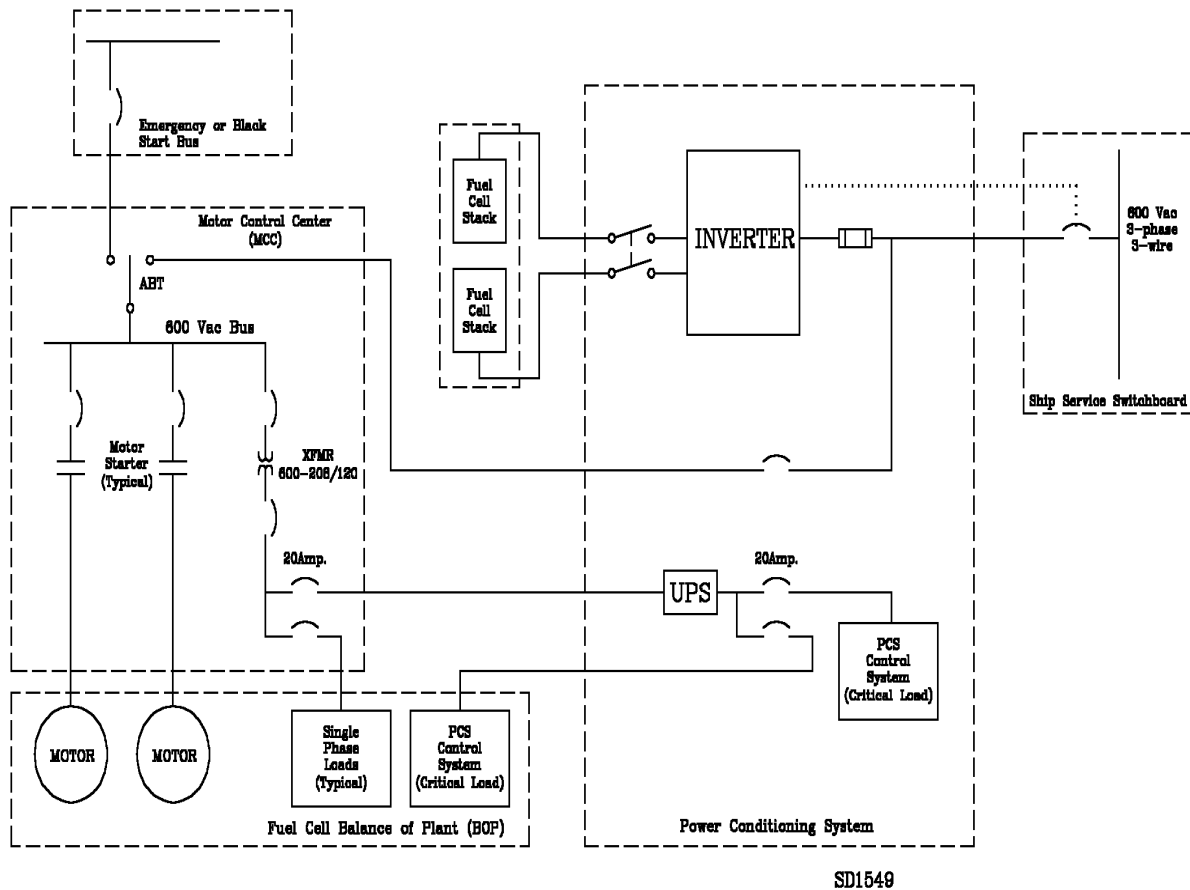 Emergency or Black
Start Bus
Motor Control Center
(MCC)
ABT
600 Vac Bus
Motor
Starter
(Typical)
XFMR
600-208/120
20Amp.
Fuel
Cell
Stack
Fuel
Cell
Stack
INVERTER
600 Vac
3-phase
3-wire
Ship Service Switchboard
UPS
20Amp.
PCS
Control
System
(Critical Load)
MOTOR
MOTOR
Single
Phase
Loads
(Typical)
PCS
Control
System
(Critical Load)
Fuel Cell Balance of Plant (BOP)
Power Conditioning System
SD1549